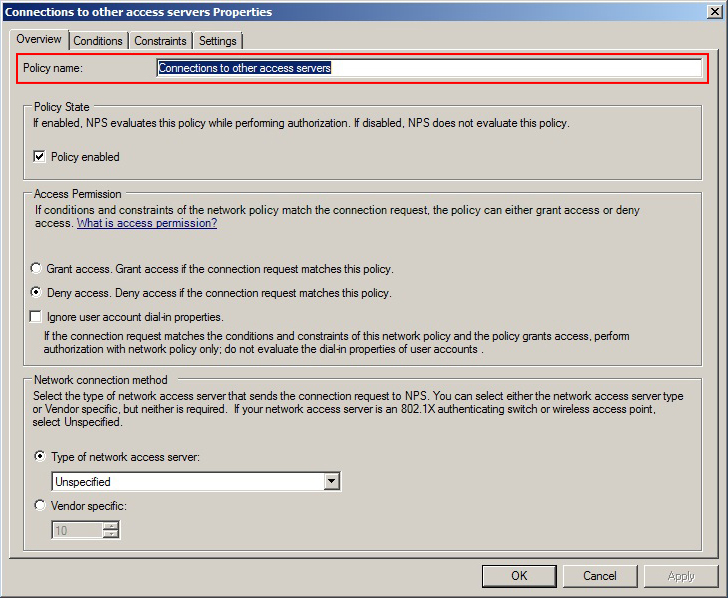 Connections to other access servers Properties
Overview Conditions Constraints Settings
Policy name: Connections to other access servers
Policy State
If enabled, NPS evaluates this policy while performing authorization. If disabled, NPS does not evaluate this policy.
Policy enabled
Access Permission
If conditions and constraints of the network policy match the connection request, the policy can either grant access or deny
access. What is access permission?
Grant access. Grant access if the connection request matches this policy.
Deny access. Deny access if the connection request matches this policy.
Ignore user account dial-in properties.
If the connection request matches the conditions and constraints of this network policy and the policy grants access, perform
authorization with network policy only; do not evaluate the dial-in properties of user accounts .
Network connection method
Select the type of network access server that sends the connection request to NPS. You can select either the network access server type
or Vendor specific, but neither is required. If your network access server is an 802.1X authenticating switch or wireless access point,
select Unspecified.
Type of network access server:
Unspecified
Vendor specific:
10
OK Cancel Apply